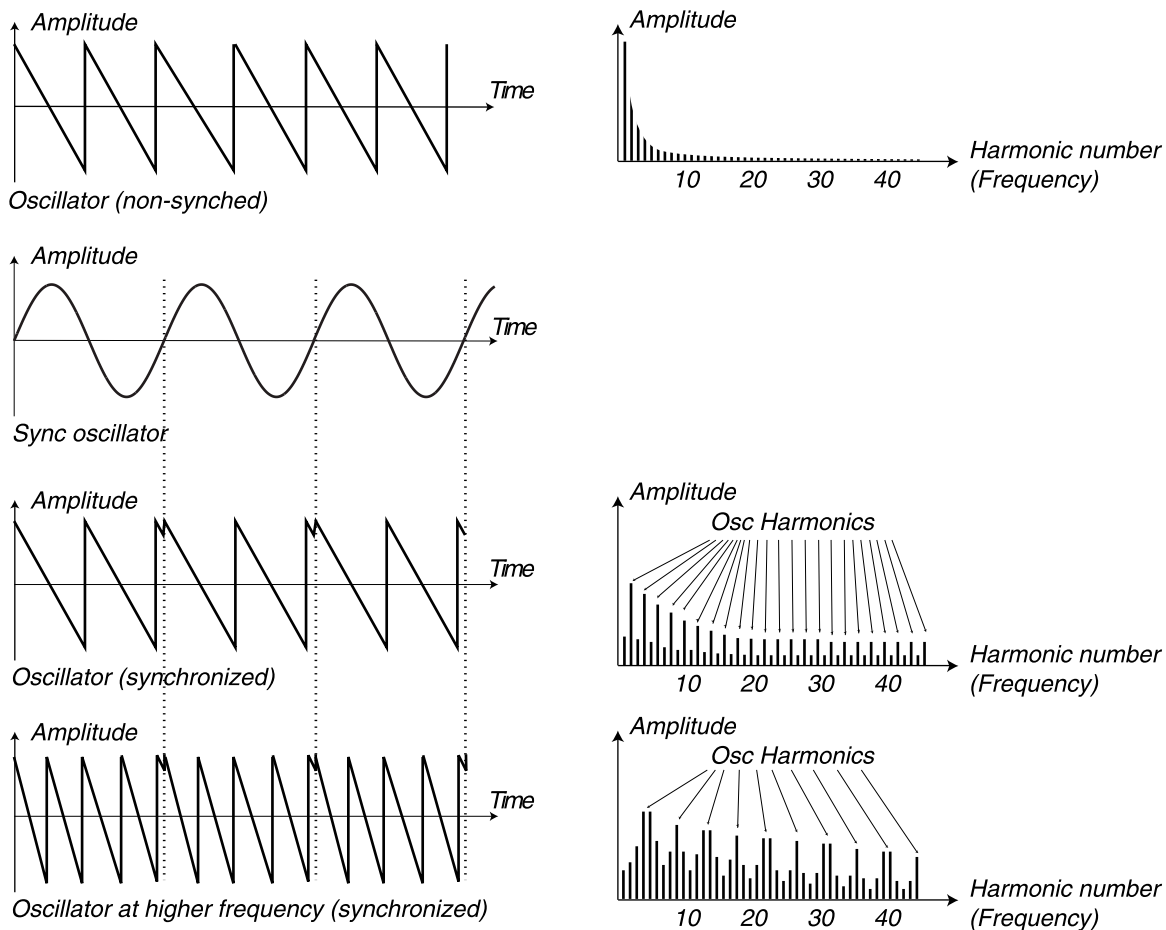 Amplitude
Time
Oscillator (non-synched)
Amplitude
Harmonic number
(Frequency)
10 20 30 40
Amplitude
Time
Sync oscillator
Amplitude
Time
Oscillator (synchronized)
Amplitude
Osc Harmonics
Harmonic number
(Frequency)
10 20 30 40
Amplitude
Time
Oscillator at higher frequency (synchronized)
Amplitude
Osc Harmonics
Harmonic number
(Frequency)
10 20 30 40